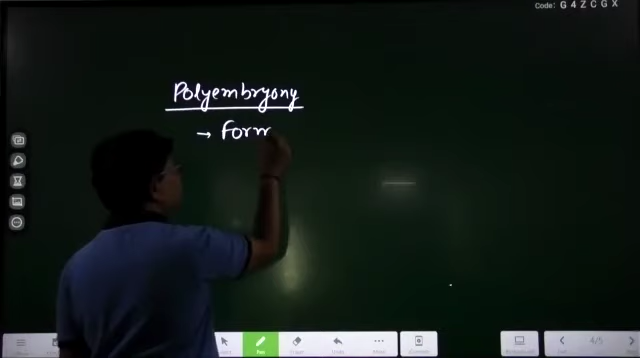 Code: G4ZCGX
Polyembryony
→ Form
Pen
4/5